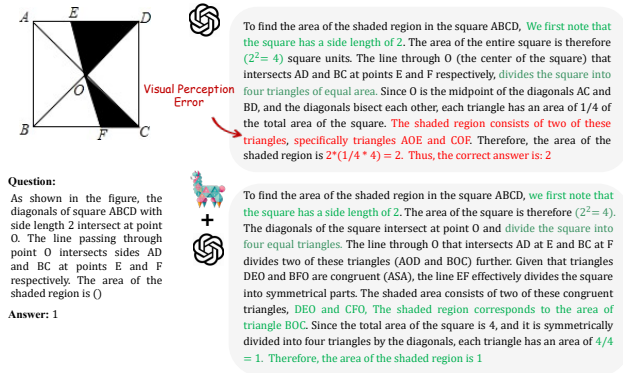 A E D
O
B F C
Visual Perception
Error
To find the area of the shaded region in the square ABCD, We first note that
the square has a side length of 2. The area of the entire square is therefore
(2²= 4) square units. The line through O (the center of the square) that
intersects AD and BC at points E and F respectively, divides the square into
four triangles of equal area. Since O is the midpoint of the diagonals AC and
BD, and the diagonals bisect each other, each triangle has an area of 1/4 of
the total area of the square. The shaded region consists of two of these
triangles, specifically triangles AOE and COF. Therefore, the area of the
shaded region is 2*(1/4 * 4) = 2. Thus, the correct answer is: 2
Question:
As shown in the figure, the
diagonals of square ABCD with
side length 2 intersect at point
O. The line passing through
point O intersects sides AD
and BC at points E and F
respectively. The area of the
shaded region is ()
Answer: 1
+
To find the area of the shaded region in the square ABCD, we first note that
the square has a side length of 2. The area of the square is therefore (2²= 4).
The diagonals of the square intersect at point O and divide the square into
four equal triangles. The line through O that intersects AD at E and BC at F
divides two of these triangles (AOD and BOC) further. Given that triangles
DEO and BFO are congruent (ASA), the line EF effectively divides the square
into symmetrical parts. The shaded area consists of two of these congruent
triangles, DEO and CFO, The shaded region corresponds to the area of
triangle BOC. Since the total area of the square is 4, and it is symmetrically
divided into four triangles by the diagonals, each triangle has an area of 4/4
= 1. Therefore, the area of the shaded region is 1